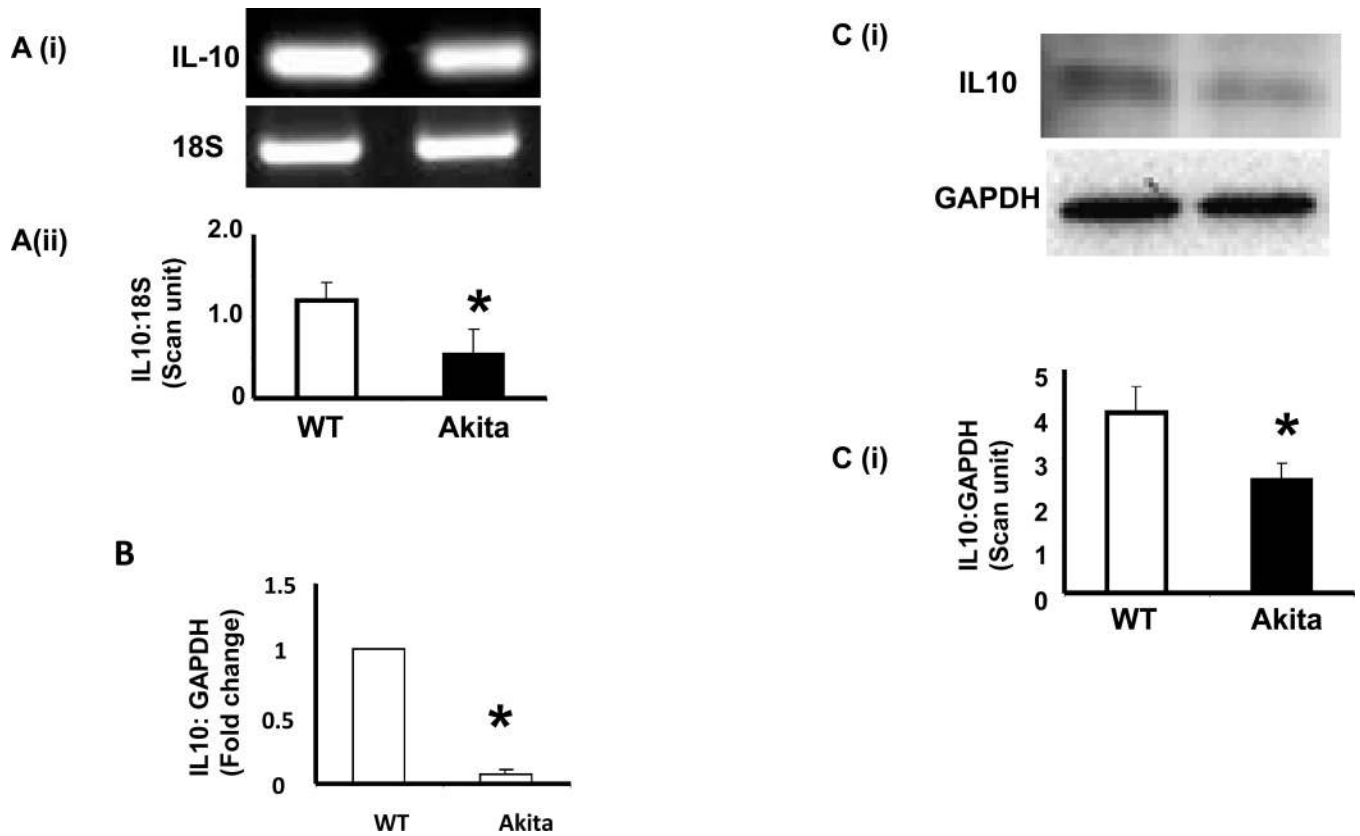 A (i)
IL-10
18S
A(ii)
IL10:18S
(Scan unit)
2.0
1.0
0
*
WT Akita
B
IL10: GAPDH
(Fold change)
1.5
1
0.5
0
*
WT Akita
C (i)
IL10
GAPDH
C (i)
IL10:GAPDH
(Scan unit)
5
4
3
2
1
0
*
WT Akita